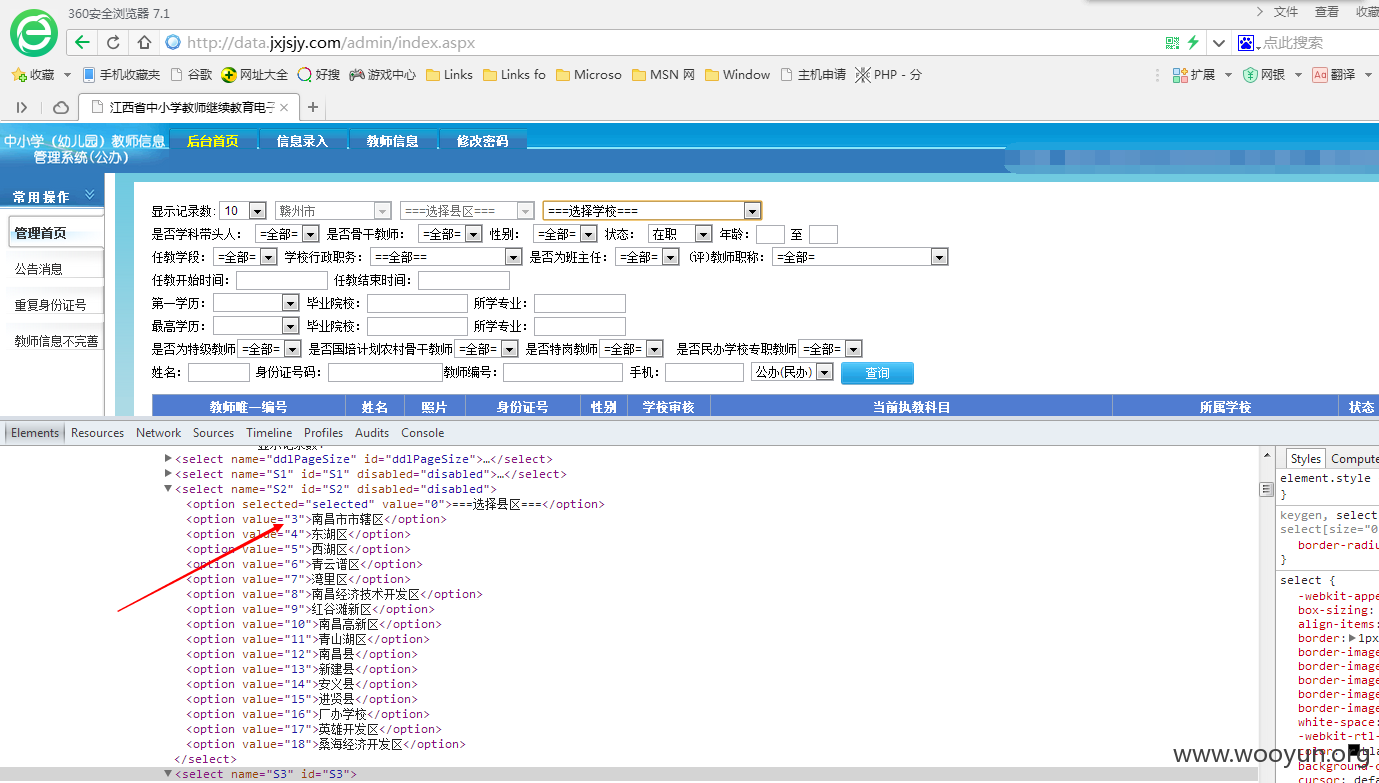 360安全浏览器 7.1
文件 查看 收藏
http://data.jxjsjy.com/admin/index.aspx
点此搜索
收藏 手机收藏夹 谷歌 网址大全 好搜 游戏中心 Links Links fo Microso MSN 网 Window 主机申请 PHP - 分 扩展 网银 翻译
江西省中小学教师继续教育电子
中小学（幼儿园）教师信息
管理系统(公办)
后台首页 信息录入 教师信息 修改密码
常用操作
管理首页
公告消息
重复身份证号
教师信息不完善
显示记录数: 10 赣州市 ===选择县区=== ===选择学校===
是否学科带头人： =全部= 是否骨干教师： =全部= 性别： =全部= 状态： 在职 年龄： 至
任教学段： =全部= 学校行政职务： ==全部== 是否为班主任： =全部= (评)教师职称： =全部=
任教开始时间： 任教结束时间：
第一学历： 毕业院校： 所学专业：
最高学历： 毕业院校： 所学专业：
是否为特级教师 =全部= 是否国培计划农村骨干教师 =全部= 是否特岗教师 =全部= 是否民办学校专职教师 =全部=
姓名： 身份证号码： 教师编号： 手机： 公办(民办) 查询
教师唯一编号 姓名 照片 身份证号 性别 学校审核 当前执教科目 所属学校 状态
Elements Resources Network Sources Timeline Profiles Audits Console
显示记录数:
<select name="ddlPageSize" id="ddlPageSize">…</select>
<select name="S1" id="S1" disabled="disabled">…</select>
<select name="S2" id="S2" disabled="disabled">
<option selected="selected" value="0">===选择县区===</option>
<option value="3">南昌市市辖区</option>
<option value="4">东湖区</option>
<option value="5">西湖区</option>
<option value="6">青云谱区</option>
<option value="7">湾里区</option>
<option value="8">南昌经济技术开发区</option>
<option value="9">红谷滩新区</option>
<option value="10">南昌高新区</option>
<option value="11">青山湖区</option>
<option value="12">南昌县</option>
<option value="13">新建县</option>
<option value="14">安义县</option>
<option value="15">进贤县</option>
<option value="16">厂办学校</option>
<option value="17">英雄开发区</option>
<option value="18">桑海经济开发区</option>
</select>
<select name="S3" id="S3">
Styles Compute
element.style
}
keygen, select
select[size="0
border-radiu
}
select {
-webkit-appe
box-sizing:
align-items:
border: 1px
border-image
border-image
border-image
border-image
border-image
white-space:
-webkit-rtl-
color: bla
background-c
cursor: defa
www.wooyun.org